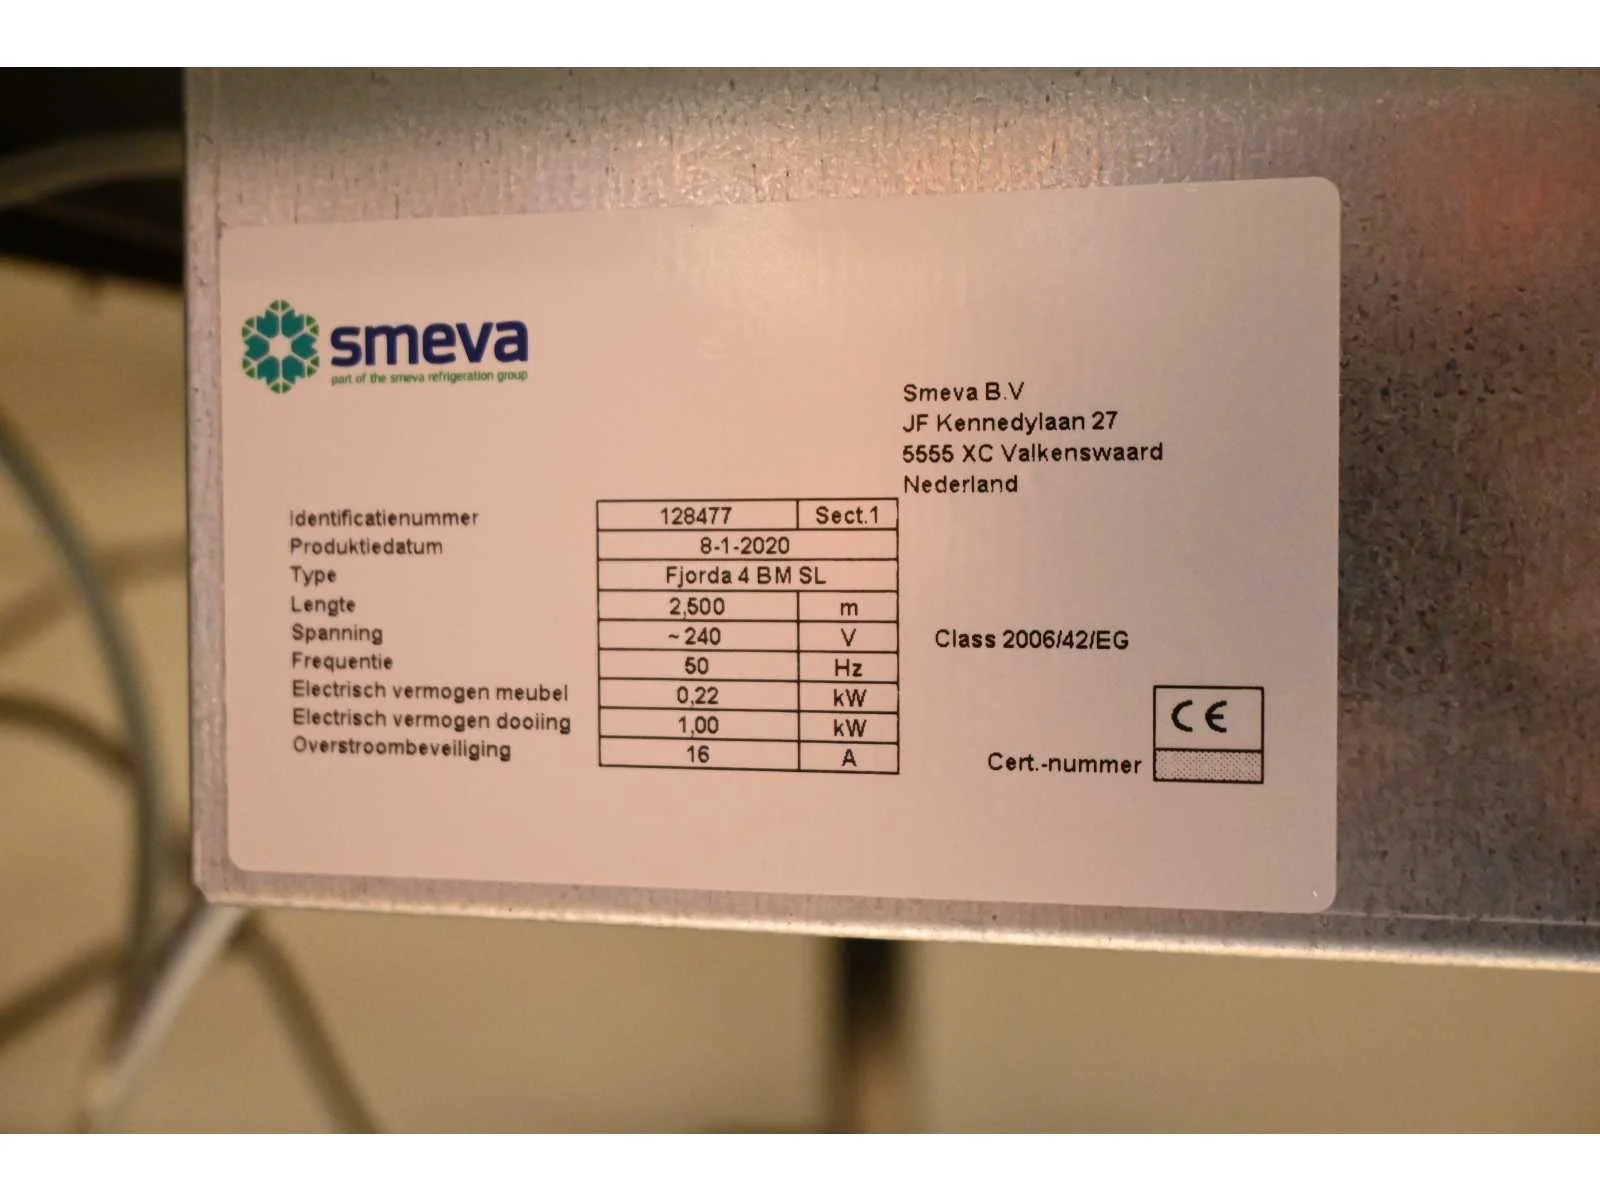 smeva
part of the smeva refrigeration group
Smeva B.V
JF Kennedylaan 27
5555 XC Valkenswaard
Nederland
Identificatienummer 128477 Sect.1
Produktiedatum 8-1-2020
Type Fjorda 4 BM SL
Lengte 2,500 m
Spanning ~ 240 V
Frequentie 50 Hz
Electrisch vermogen meubel 0,22 kW
Electrisch vermogen dooiing 1,00 kW
Overstroombeveiliging 16 A
Class 2006/42/EG
CE
Cert.-nummer